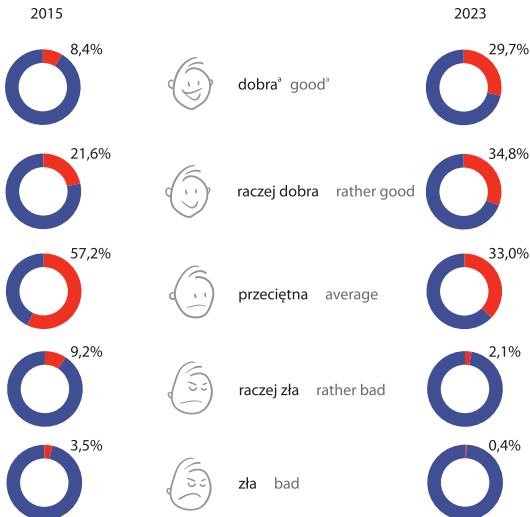 2015 2023
8,4% dobraª goodª 29,7%
21,6% raczej dobra rather good 34,8%
57,2% przeciętna average 33,0%
9,2% raczej zła rather bad 2,1%
3,5% zła bad 0,4%